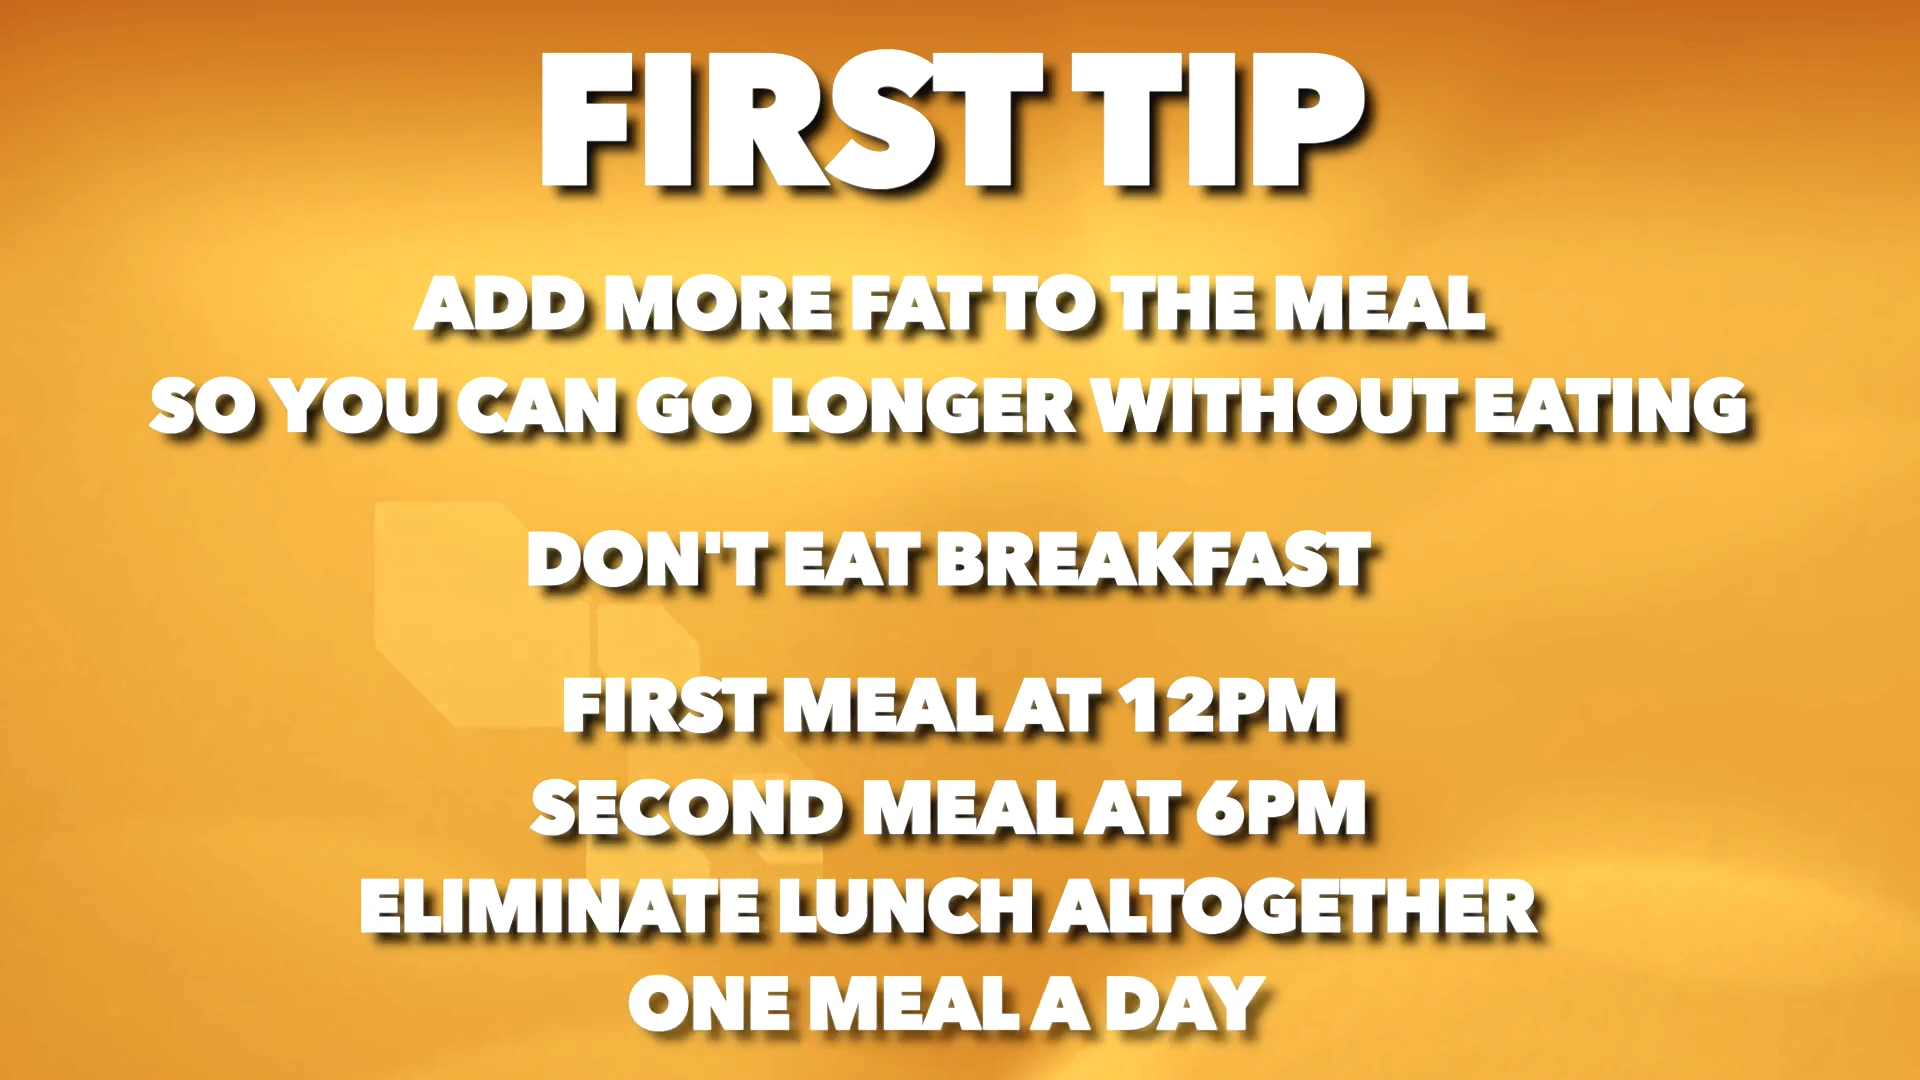 FIRST TIP
ADD MORE FAT TO THE MEAL
SO YOU CAN GO LONGER WITHOUT EATING
DON'T EAT BREAKFAST
FIRST MEAL AT 12PM
SECOND MEAL AT 6PM
ELIMINATE LUNCH ALTOGETHER
ONE MEAL A DAY